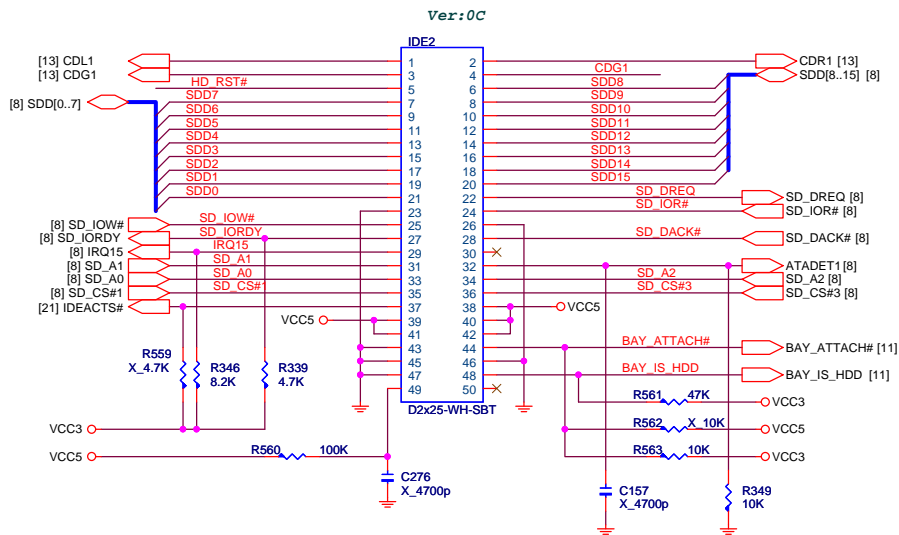 Ver:0C
IDE2
[13] CDL1 1 2 CDR1 [13]
[13] CDG1 3 4 CDG1 SDD[8..15] [8]
HD_RST# 5 6 SDD8
[8] SDD[0..7] SDD7 7 8 SDD9
SDD6 9 10 SDD10
SDD5 11 12 SDD11
SDD4 13 14 SDD12
SDD3 15 16 SDD13
SDD2 17 18 SDD14
SDD1 19 20 SDD15
SDD0 21 22 SD_DREQ SD_DREQ [8]
23 24 SD_IOR# SD_IOR# [8]
[8] SD_IOW# SD_IOW# 25 26
[8] SD_IORDY SD_IORDY 27 28 SD_DACK# SD_DACK# [8]
[8] IRQ15 IRQ15 29 30
[8] SD_A1 SD_A1 31 32 ATADET1[8]
[8] SD_A0 SD_A0 33 34 SD_A2 SD_A2 [8]
[8] SD_CS#1 SD_CS#1 35 36 SD_CS#3 SD_CS#3 [8]
[21] IDEACTS# 37 38 VCC5
VCC5 39 40
41 42
43 44 BAY_ATTACH# BAY_ATTACH# [11]
45 46
47 48 BAY_IS_HDD BAY_IS_HDD [11]
49 50
D2x25-WH-SBT
R559
X_4.7K
R346
8.2K
R339
4.7K
R561 47K VCC3
VCC3
R562 X_10K VCC5
VCC5 R560 100K
R563 10K VCC3
C276
X_4700p
C157
X_4700p
R349
10K